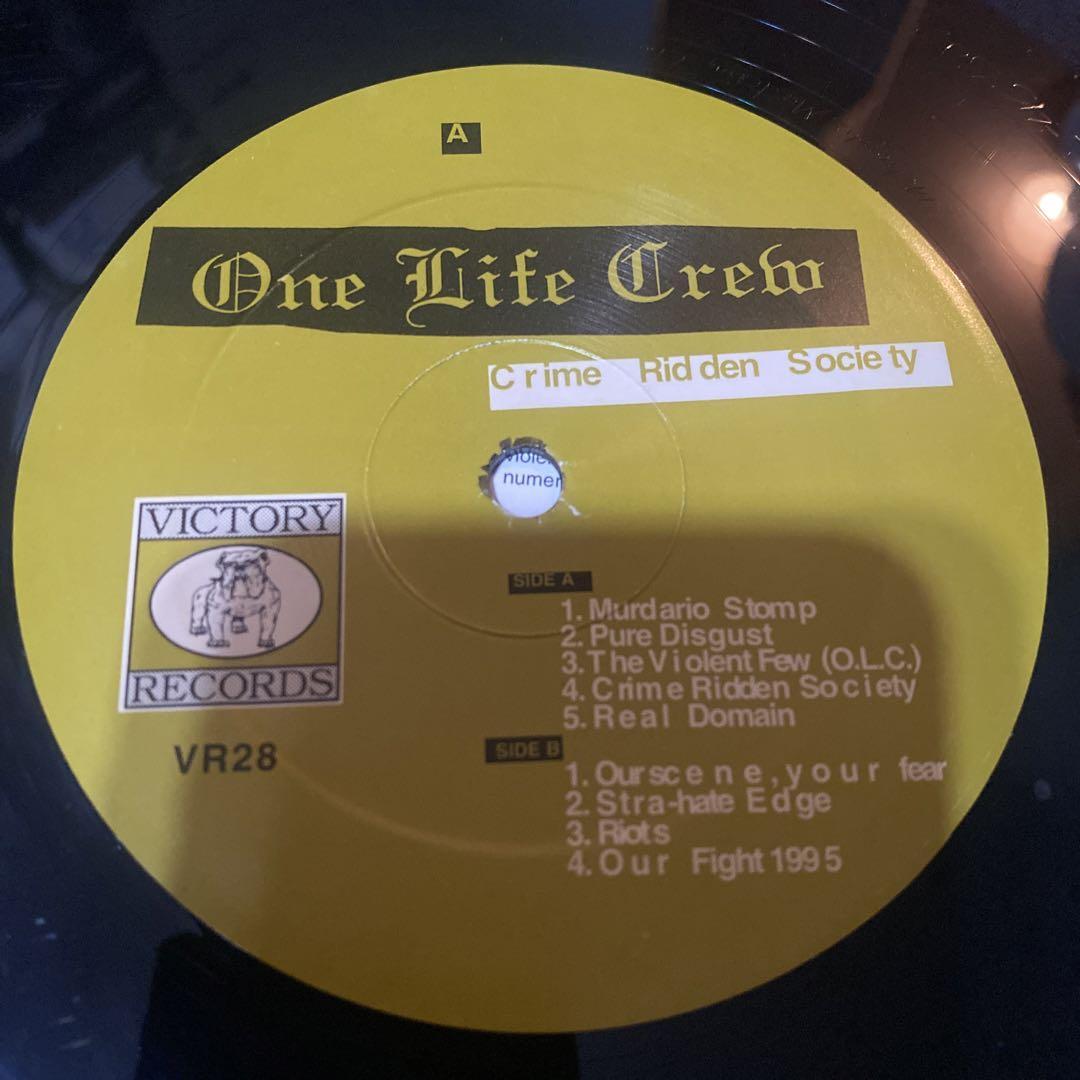 A
One Life Crew
Crime Ridden Society
numer
VICTORY
RECORDS
VR28
SIDE A
1. Murdario Stomp
2. Pure Disgust
3. The Violent Few (O.L.C.)
4. Crime Ridden Society
5. Real Domain
SIDE B
1. Our scene, your fear
2. Stra-hate Edge
3. Riots
4. Our Fight 1995